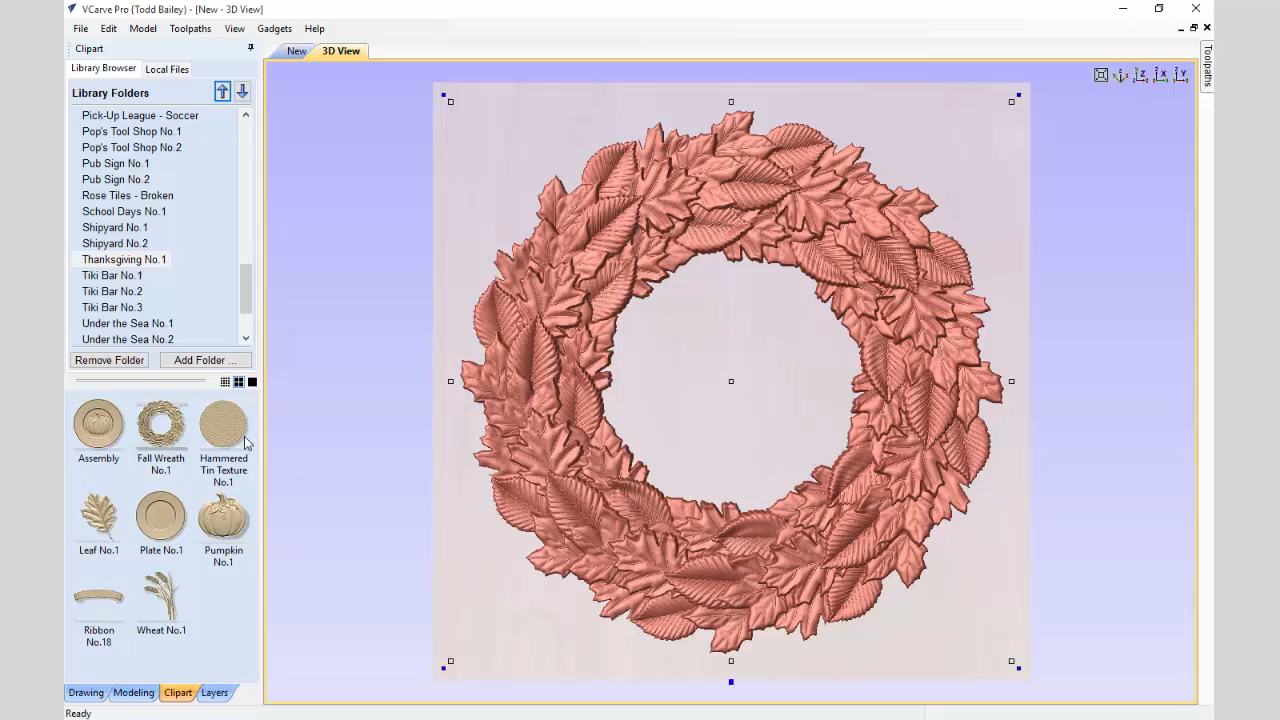 VCarve Pro (Todd Bailey) - [New - 3D View]
File Edit Model Toolpaths View Gadgets Help
Clipart
New 3D View
Library Browser Local Files
Library Folders
Pick-Up League - Soccer
Pop's Tool Shop No.1
Pop's Tool Shop No.2
Pub Sign No.1
Pub Sign No.2
Rose Tiles - Broken
School Days No.1
Shipyard No.1
Shipyard No.2
Thanksgiving No.1
Tiki Bar No.1
Tiki Bar No.2
Tiki Bar No.3
Under the Sea No.1
Under the Sea No.2
Remove Folder Add Folder ...
Assembly
Fall Wreath
No.1
Hammered
Tin Texture
No.1
Leaf No.1
Plate No.1
Pumpkin
No.1
Ribbon
No.18
Wheat No.1
Drawing Modeling Clipart Layers
Ready
Toolpaths